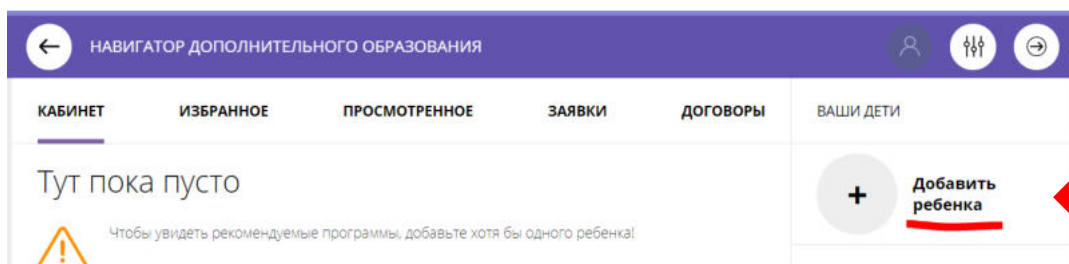 НАВИГАТОР ДОПОЛНИТЕЛЬНОГО ОБРАЗОВАНИЯ
КАБИНЕТ ИЗБРАННОЕ ПРОСМОТРЕННОЕ ЗАЯВКИ ДОГОВОРЫ
ВАШИ ДЕТИ
Тут пока пусто
Чтобы увидеть рекомендуемые программы, добавьте хотя бы одного ребенка!
+
Добавить
ребенка